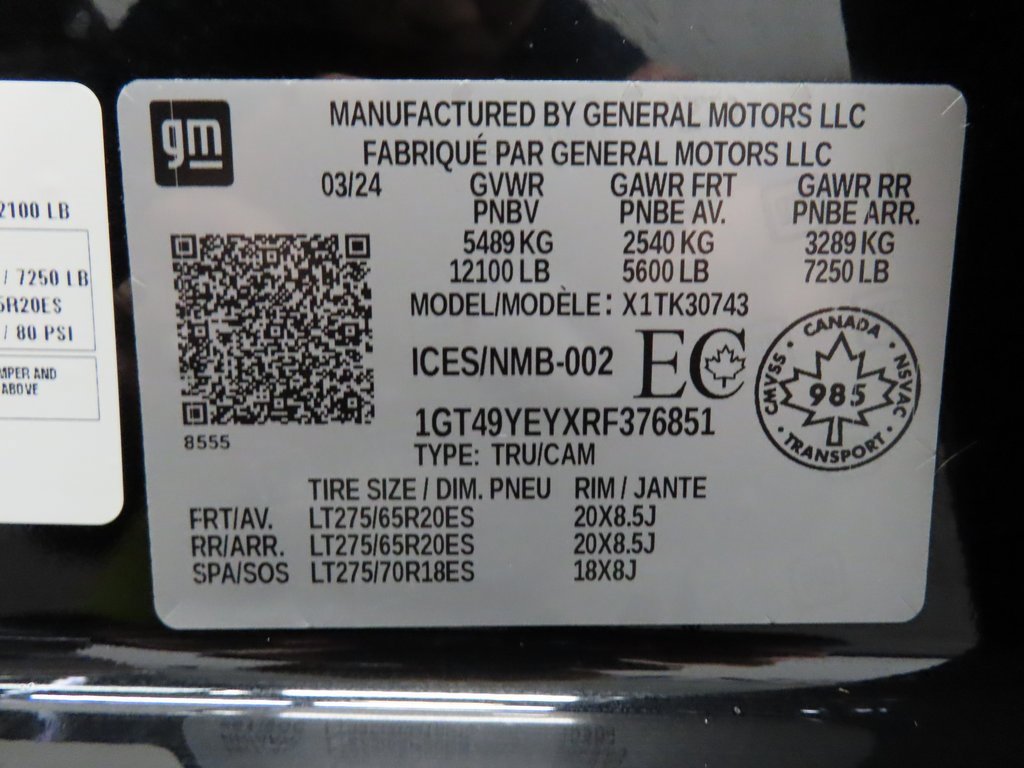 2100 LB
/ 7250 LB
5R20ES
/ 80 PSI
MPER AND
ABOVE
gm
MANUFACTURED BY GENERAL MOTORS LLC
FABRIQUÉ PAR GENERAL MOTORS LLC
03/24 GVWR GAWR FRT GAWR RR
PNBV PNBE AV. PNBE ARR.
5489 KG 2540 KG 3289 KG
12100 LB 5600 LB 7250 LB
MODEL/MODÈLE: X1TK30743
ICES/NMB-002 EC
CANADA
CMVSS 985 NSVAC
TRANSPORT
1GT49YEYXRF376851
8555
TYPE: TRU/CAM
TIRE SIZE / DIM. PNEU RIM / JANTE
FRT/AV. LT275/65R20ES 20X8.5J
RR/ARR. LT275/65R20ES 20X8.5J
SPA/SOS LT275/70R18ES 18X8J